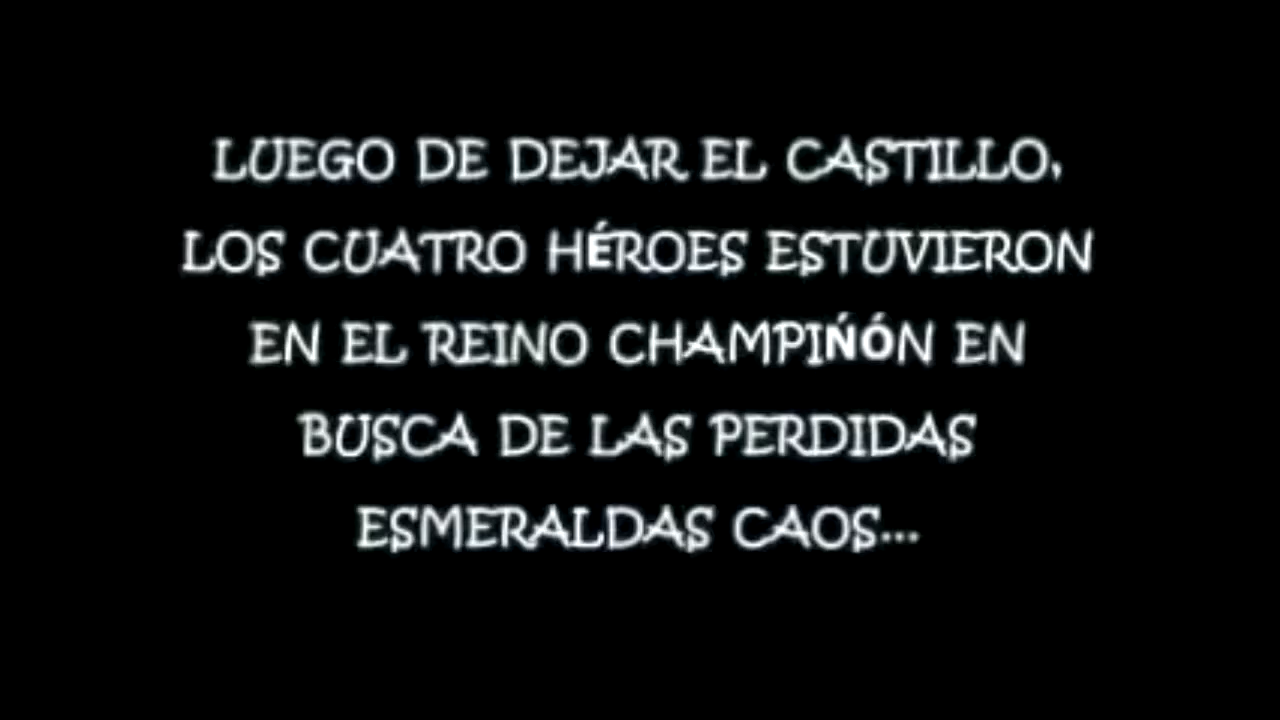 LUEGO DE DEJAR EL CASTILLO,
LOS CUATRO HÉROES ESTUVIERON
EN EL REINO CHAMPIŃÓN EN
BUSCA DE LAS PERDIDAS
ESMERALDAS CAOS...